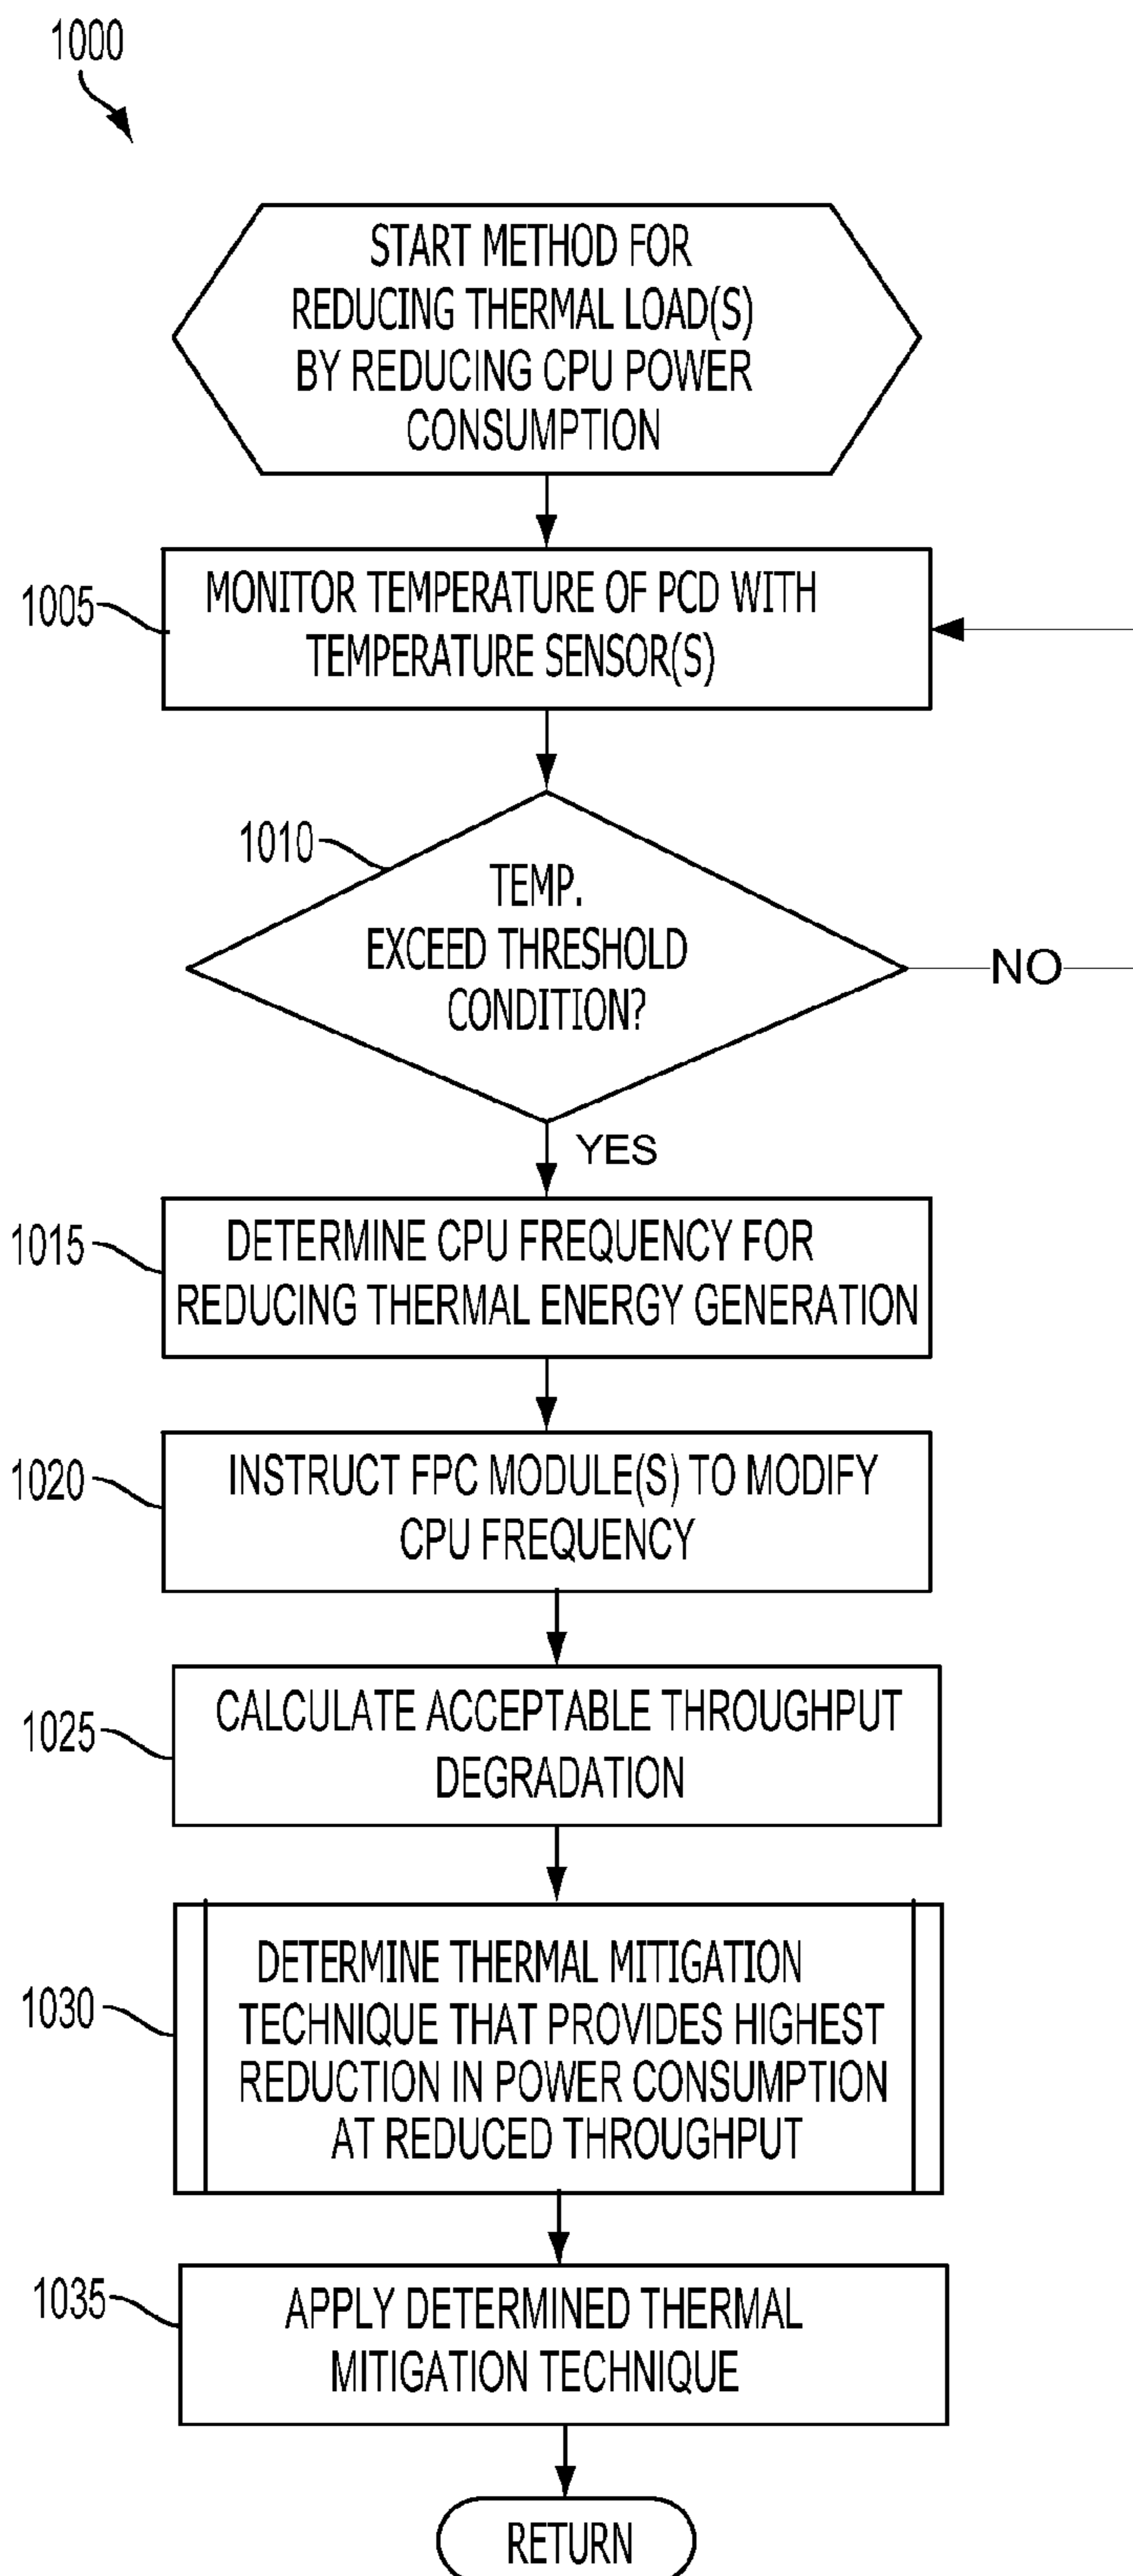 1000
START METHOD FOR
REDUCING THERMAL LOAD(S)
BY REDUCING CPU POWER
CONSUMPTION
1005
MONITOR TEMPERATURE OF PCD WITH
TEMPERATURE SENSOR(S)
1010
TEMP.
EXCEED THRESHOLD
CONDITION?
NO
YES
1015
DETERMINE CPU FREQUENCY FOR
REDUCING THERMAL ENERGY GENERATION
1020
INSTRUCT FPC MODULE(S) TO MODIFY
CPU FREQUENCY
1025
CALCULATE ACCEPTABLE THROUGHPUT
DEGRADATION
1030
DETERMINE THERMAL MITIGATION
TECHNIQUE THAT PROVIDES HIGHEST
REDUCTION IN POWER CONSUMPTION
AT REDUCED THROUGHPUT
1035
APPLY DETERMINED THERMAL
MITIGATION TECHNIQUE
RETURN